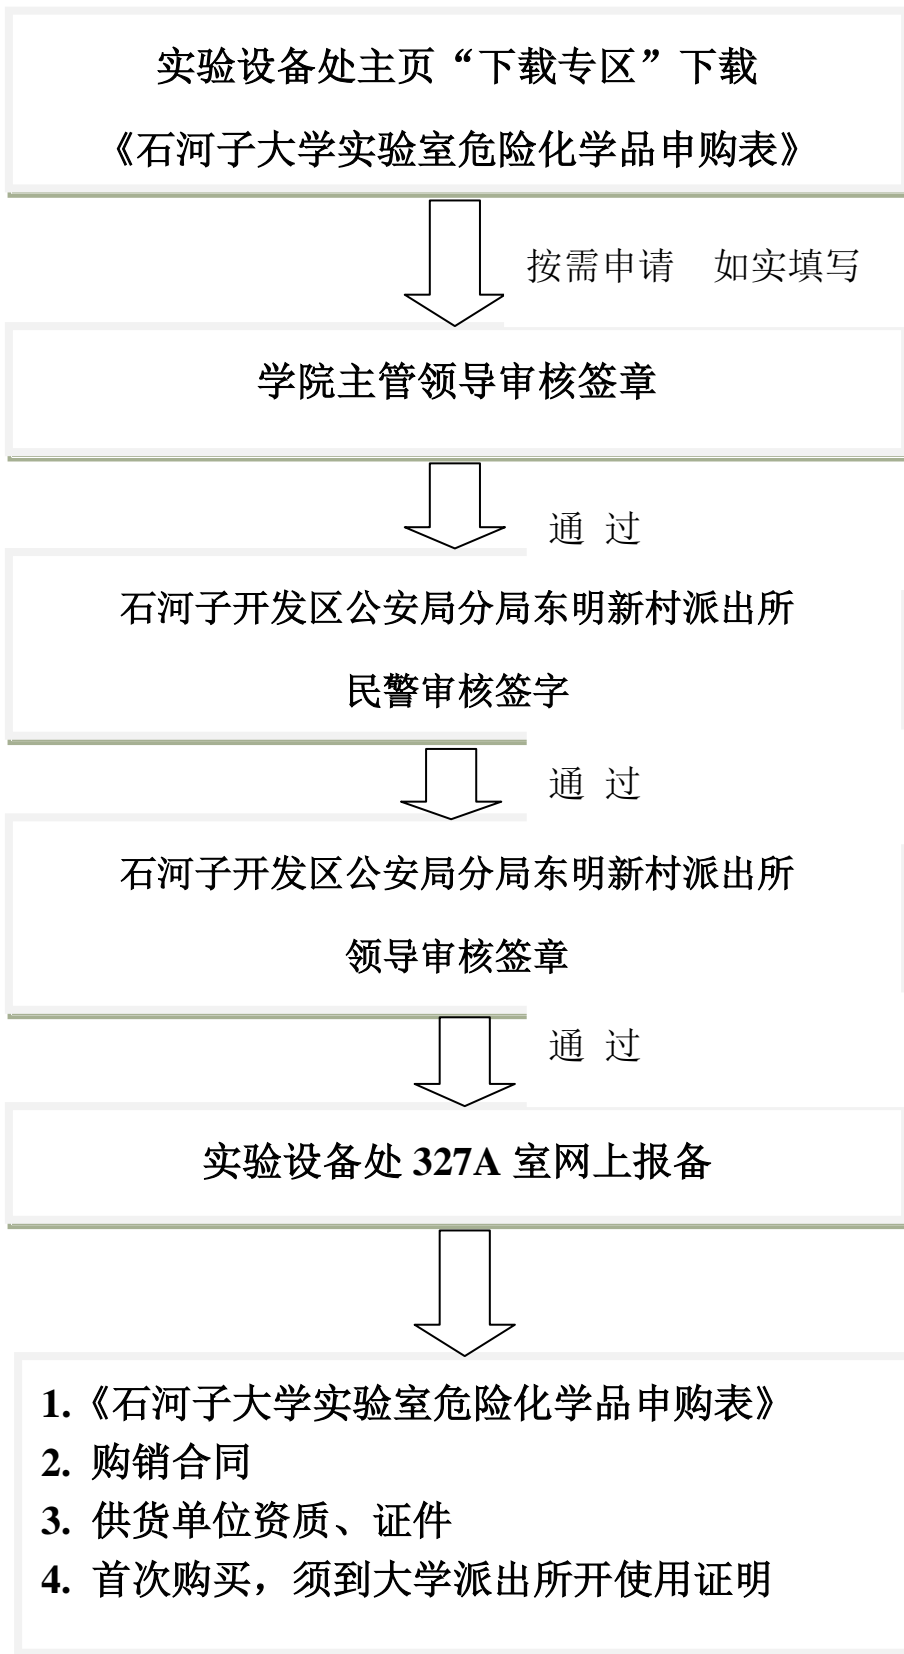 实验设备处主页“下载专区”下载
《石河子大学实验室危险化学品申购表》
按需申请 如实填写
学院主管领导审核签章
通 过
石河子开发区公安局分局东明新村派出所
民警审核签字
通 过
石河子开发区公安局分局东明新村派出所
领导审核签章
通 过
实验设备处 327A 室网上报备
1.《石河子大学实验室危险化学品申购表》
2. 购销合同
3. 供货单位资质、证件
4. 首次购买，须到大学派出所开使用证明